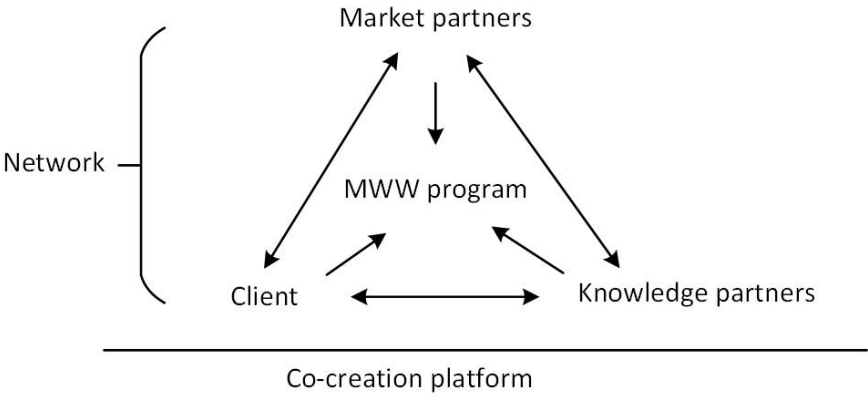 Market partners
Network
MWW program
Client
Knowledge partners
Co-creation platform